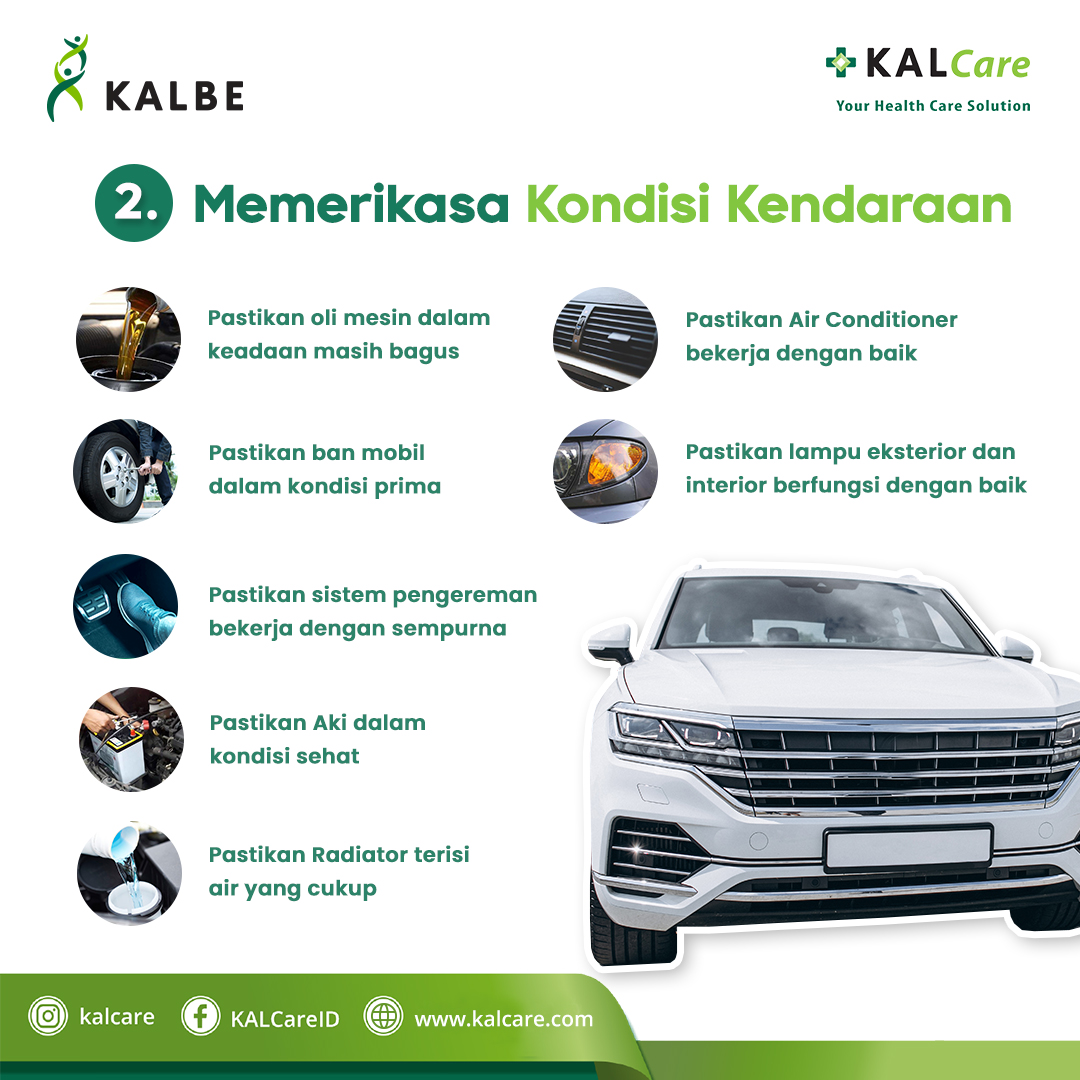 KALBE
KALCare
Your Health Care Solution
2. Memerikasa Kondisi Kendaraan
Pastikan oli mesin dalam
keadaan masih bagus
Pastikan ban mobil
dalam kondisi prima
Pastikan sistem pengereman
bekerja dengan sempurna
Pastikan Aki dalam
kondisi sehat
Pastikan Radiator terisi
air yang cukup
Pastikan Air Conditioner
bekerja dengan baik
Pastikan lampu eksterior dan
interior berfungsi dengan baik
kalcare
KALCareID
www.kalcare.com